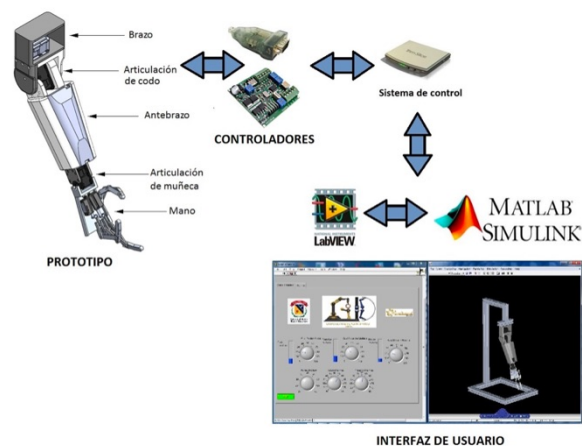 Brazo
Articulación
de codo
Antebrazo
Articulación
de muñeca
Mano
PROTOTIPO
CONTROLADORES
Sistema de control
LabVIEW
MATLAB
SIMULINK
INTERFAZ DE USUARIO